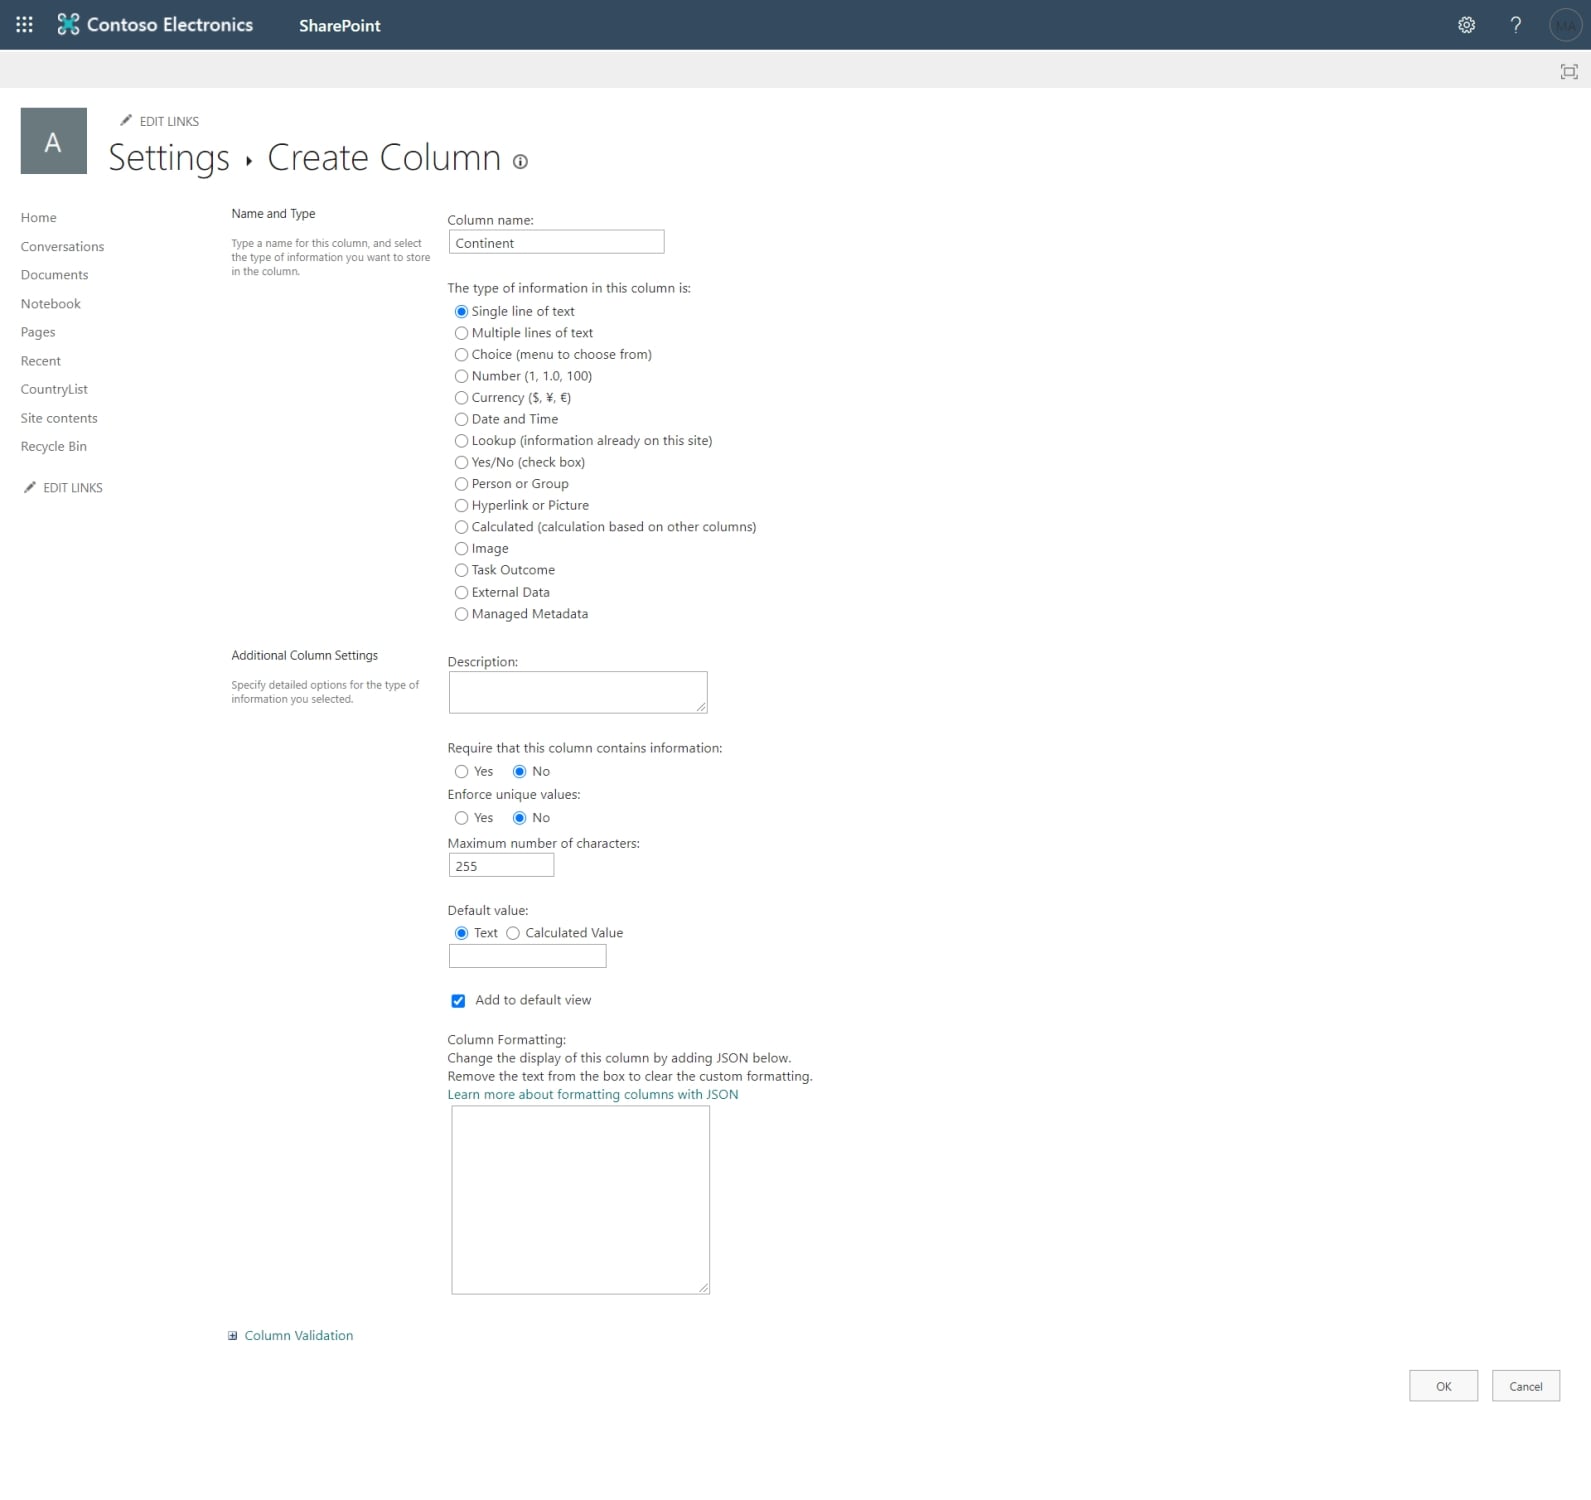 Contoso Electronics
SharePoint
?
MA
A
EDIT LINKS
Settings ▸ Create Column
Home
Conversations
Documents
Notebook
Pages
Recent
CountryList
Site contents
Recycle Bin
EDIT LINKS
Name and Type
Type a name for this column, and select
the type of information you want to store
in the column.
Column name:
Continent
The type of information in this column is:
Single line of text
Multiple lines of text
Choice (menu to choose from)
Number (1, 1.0, 100)
Currency ($, ¥, €)
Date and Time
Lookup (information already on this site)
Yes/No (check box)
Person or Group
Hyperlink or Picture
Calculated (calculation based on other columns)
Image
Task Outcome
External Data
Managed Metadata
Additional Column Settings
Specify detailed options for the type of
information you selected.
Description:
Require that this column contains information:
Yes No
Enforce unique values:
Yes No
Maximum number of characters:
255
Default value:
Text Calculated Value
Add to default view
Column Formatting:
Change the display of this column by adding JSON below.
Remove the text from the box to clear the custom formatting.
Learn more about formatting columns with JSON
Column Validation
OK
Cancel